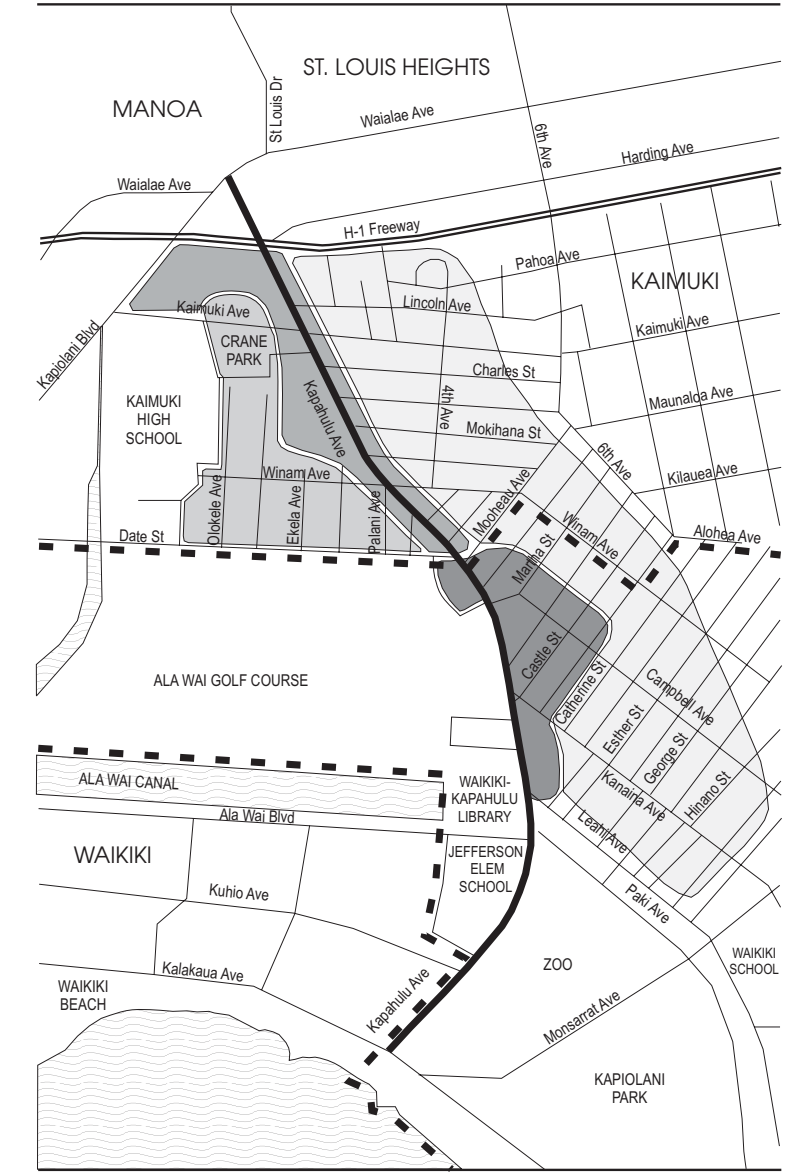 ST. LOUIS HEIGHTS
MANOA
St Louis Dr
Waialae Ave
6th Ave
Harding Ave
Waialae Ave
H-1 Freeway
Pahoa Ave
KAIMUKI
Kaimuki Ave
Lincoln Ave
Kaimuki Ave
CRANE
PARK
Kapiolani Blvd
Charles St
Kapahulu Ave
4th Ave
Maunaloa Ave
KAIMUKI
HIGH
SCHOOL
Mokihana St
6th Ave
Kilauea Ave
Winam Ave
Mooheau Ave
Olokele Ave
Ekela Ave
Palani Ave
Winam Ave
Alohea Ave
Date St
Martha St
Castle St
Catherine St
ALA WAI GOLF COURSE
Campbell Ave
Esther St
George St
Hinano St
ALA WAI CANAL
WAIKIKI-
KAPAHULU
LIBRARY
Kanaina Ave
Ala Wai Blvd
Leahi Ave
WAIKIKI
JEFFERSON
ELEM
SCHOOL
Kuhio Ave
Paki Ave
Kalakaua Ave
ZOO
WAIKIKI
SCHOOL
WAIKIKI
BEACH
Kapahulu Ave
Monsarrat Ave
KAPIOLANI
PARK